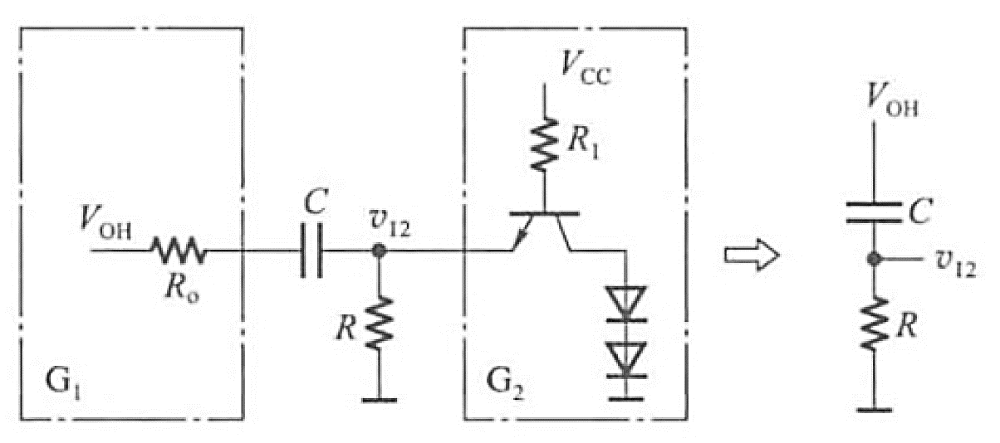 V_CC
R_1
V_OH
R_o
C
v_I2
R
G_1
G_2
V_OH
C
v_I2
R